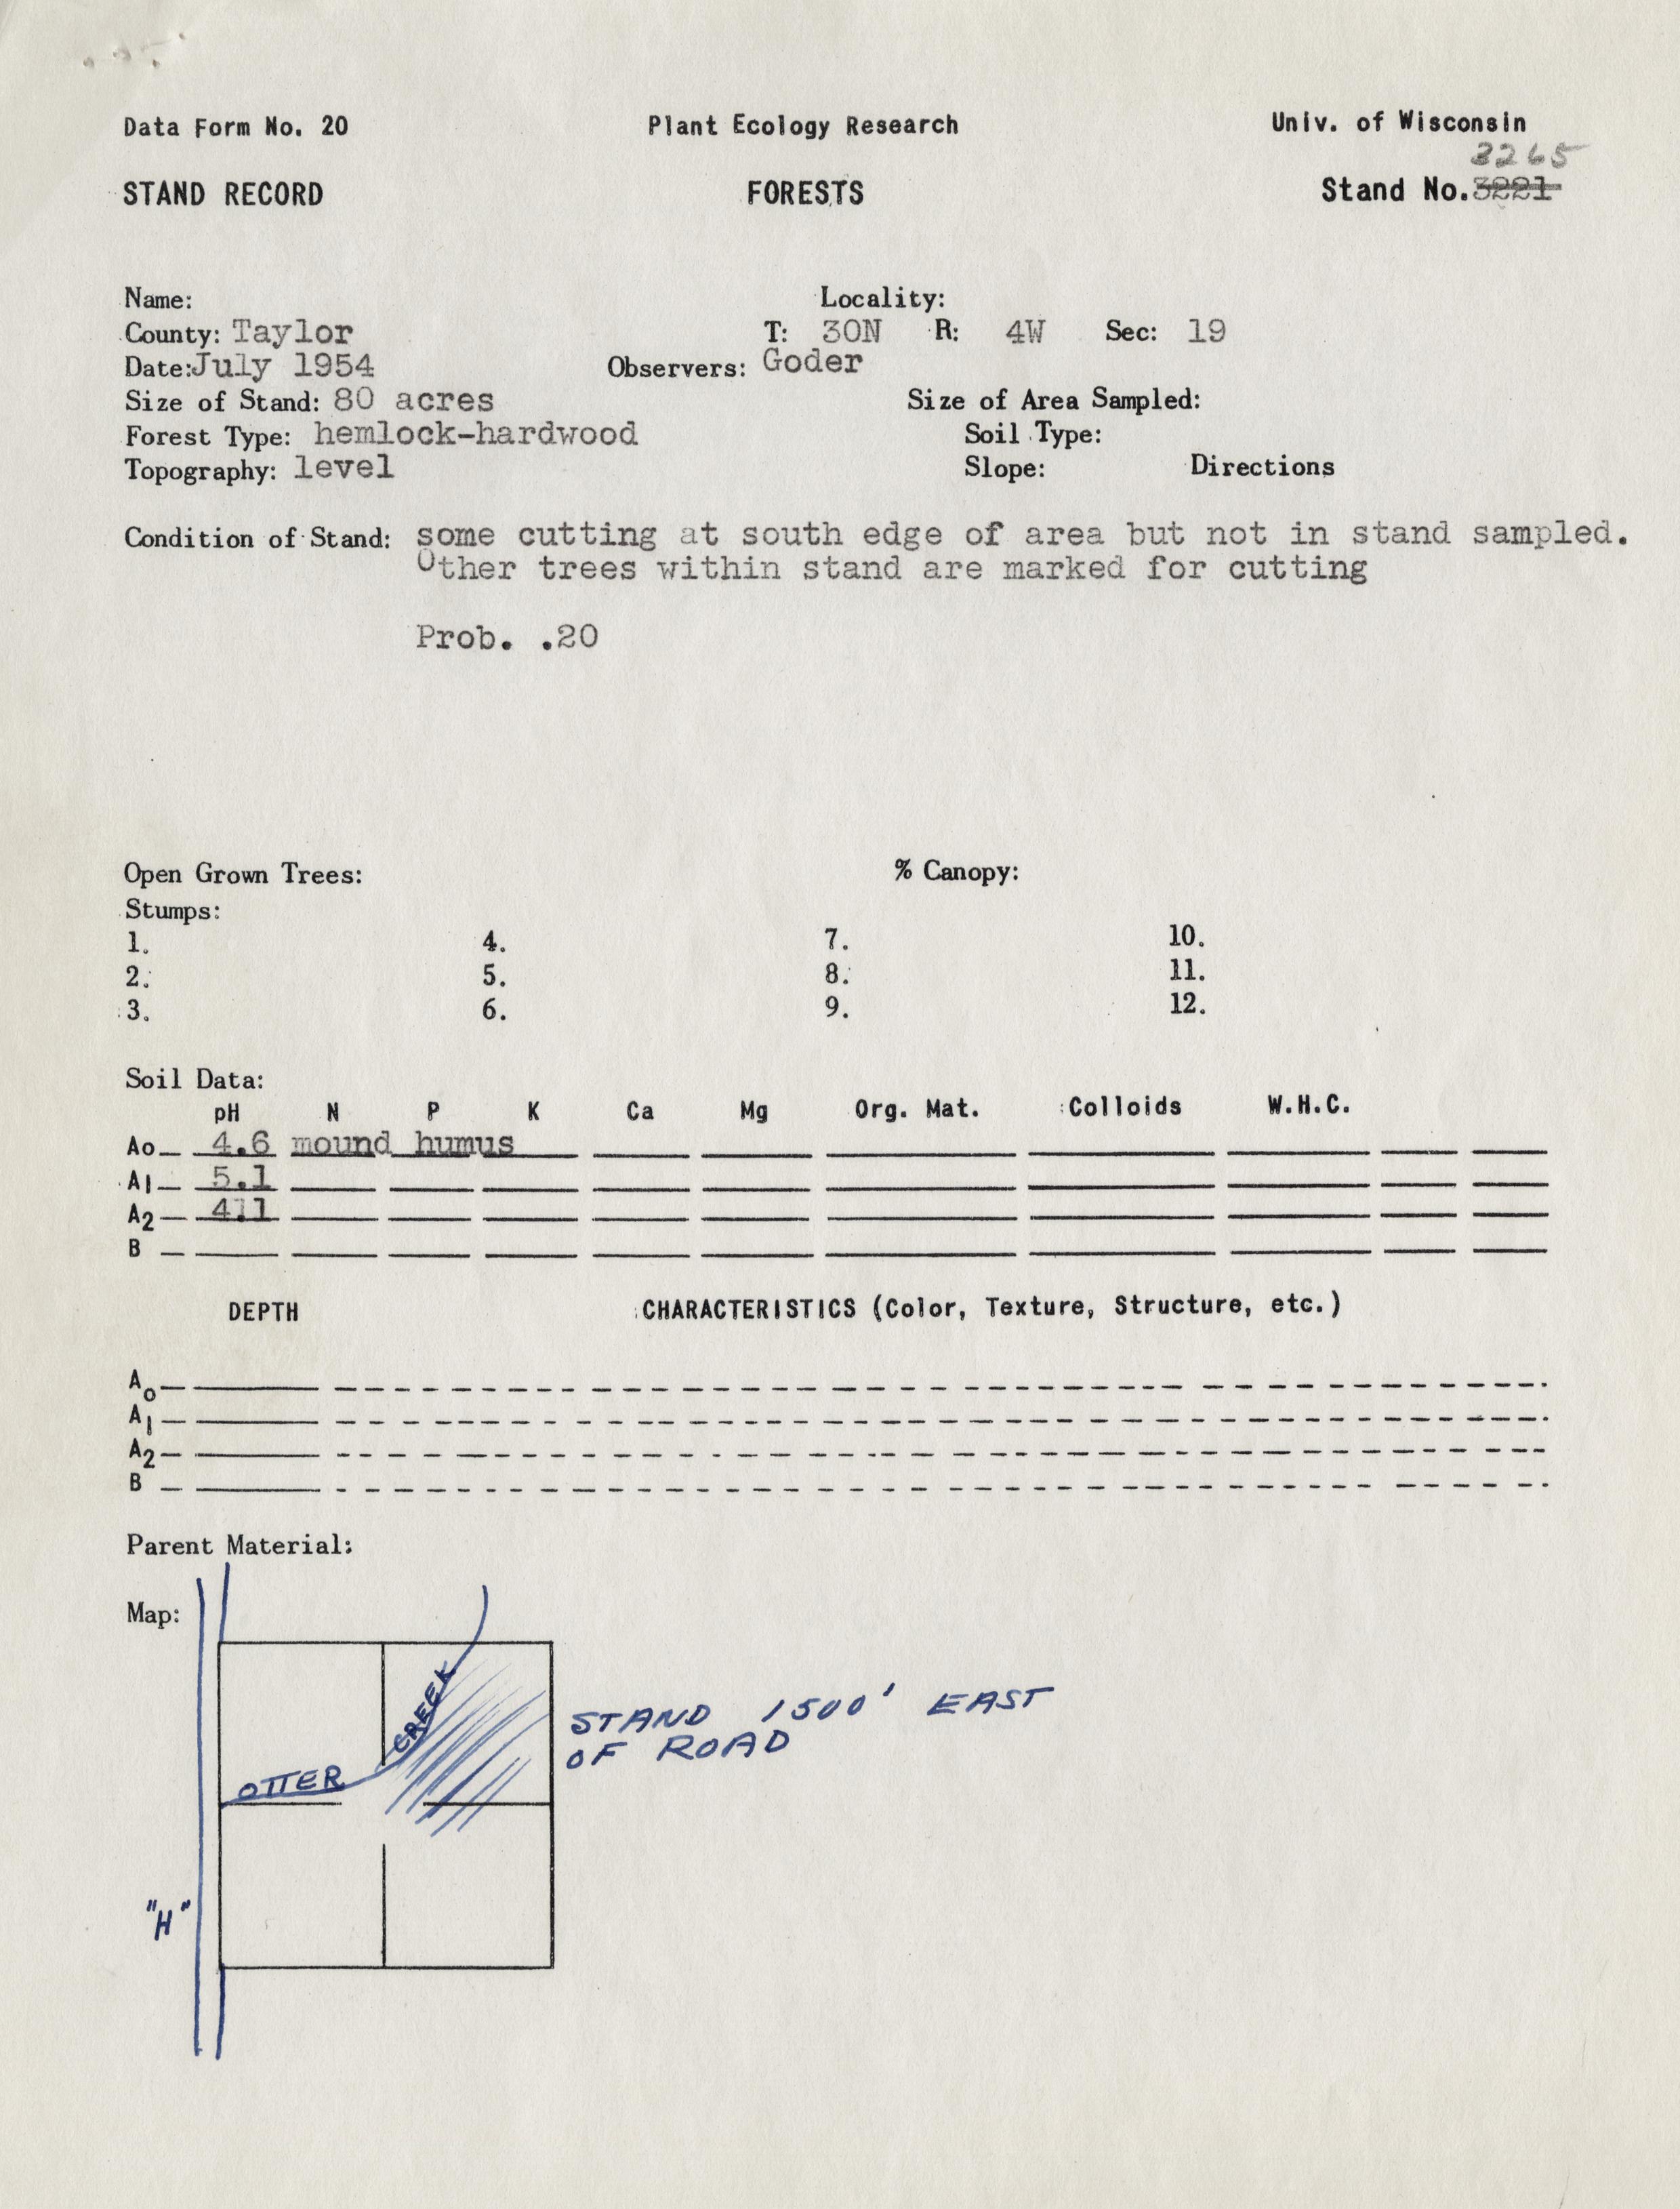 Data Form No. 20 Plant Ecology Research Univ. of Wisconsin
3265
STAND RECORD FORESTS Stand No. 3221
Name: Locality:
County: Taylor T: 30N R: 4W Sec: 19
Date: July 1954 Observers: Goder
Size of Stand: 80 acres Size of Area Sampled:
Forest Type: hemlock-hardwood Soil Type:
Topography: level Slope: Directions
Condition of Stand: some cutting at south edge of area but not in stand sampled.
Other trees within stand are marked for cutting
Prob. .20
Open Grown Trees: % Canopy:
Stumps:
1. 4. 7. 10.
2. 5. 8. 11.
3. 6. 9. 12.
Soil Data:
pH N P K Ca Mg Org. Mat. Colloids W.H.C.
Ao 4.6 mound humus
A1 5.1
A2 4.1
B
DEPTH CHARACTERISTICS (Color, Texture, Structure, etc.)
Ao
A1
A2
B
Parent Material:
Map:
CREEK
OTTER
STAND 1500' EAST
OF ROAD
"H"